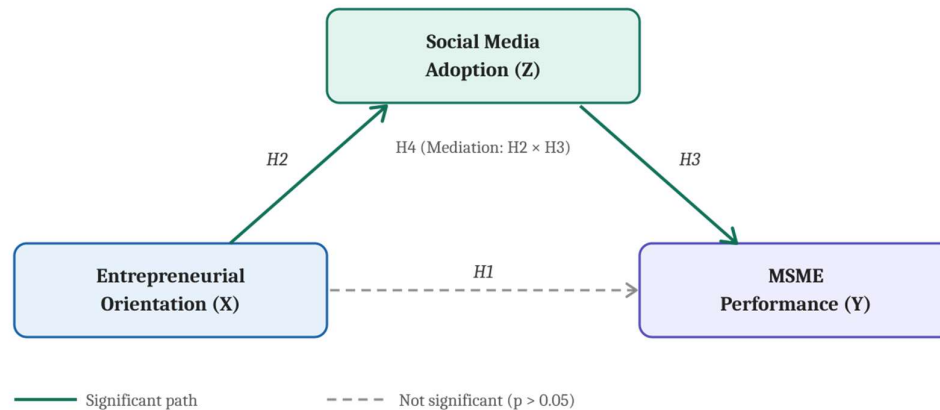 Social Media
Adoption (Z)
H2
H4 (Mediation: H2 × H3)
H3
Entrepreneurial
Orientation (X)
H1
MSME
Performance (Y)
Significant path
Not significant (p > 0.05)